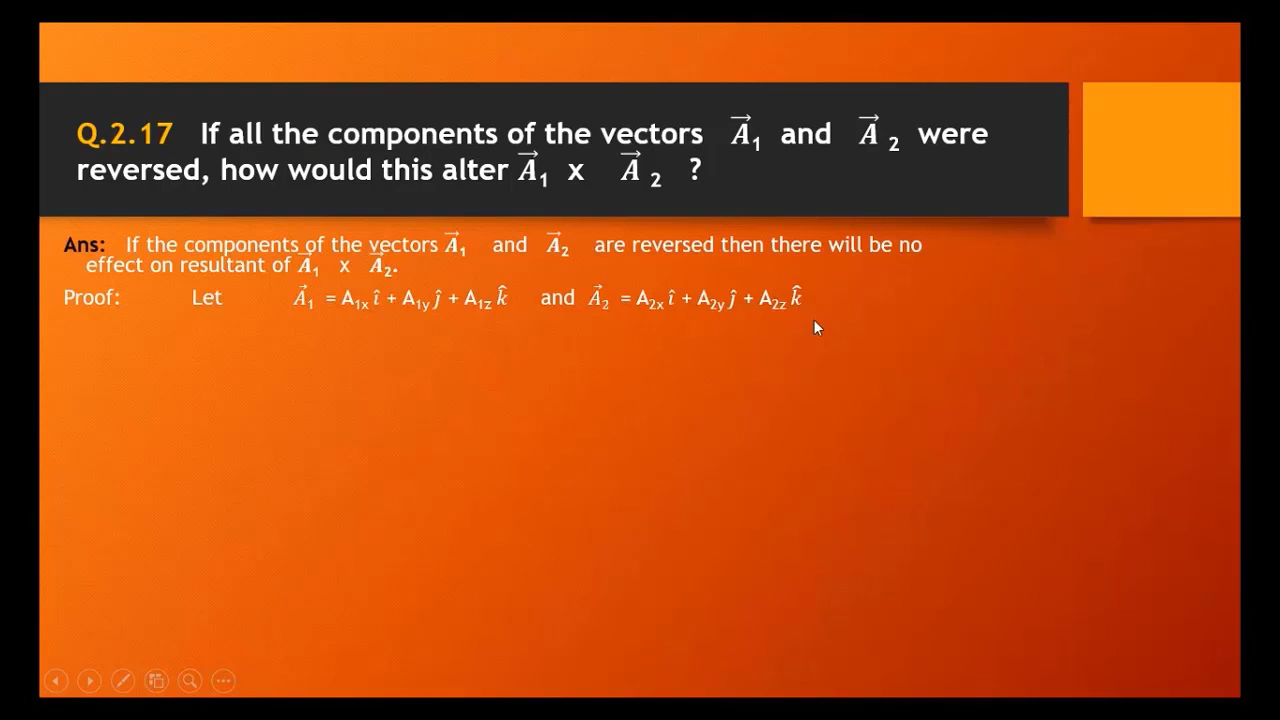 Q.2.17 If all the components of the vectors A⃗₁ and A⃗₂ were
reversed, how would this alter A⃗₁ x A⃗₂ ?
Ans: If the components of the vectors A⃗₁ and A⃗₂ are reversed then there will be no
effect on resultant of A⃗₁ x A⃗₂.
Proof: Let A⃗₁ = A₁ₓ î + A₁y ĵ + A₁z k̂ and A⃗₂ = A₂ₓ î + A₂y ĵ + A₂z k̂